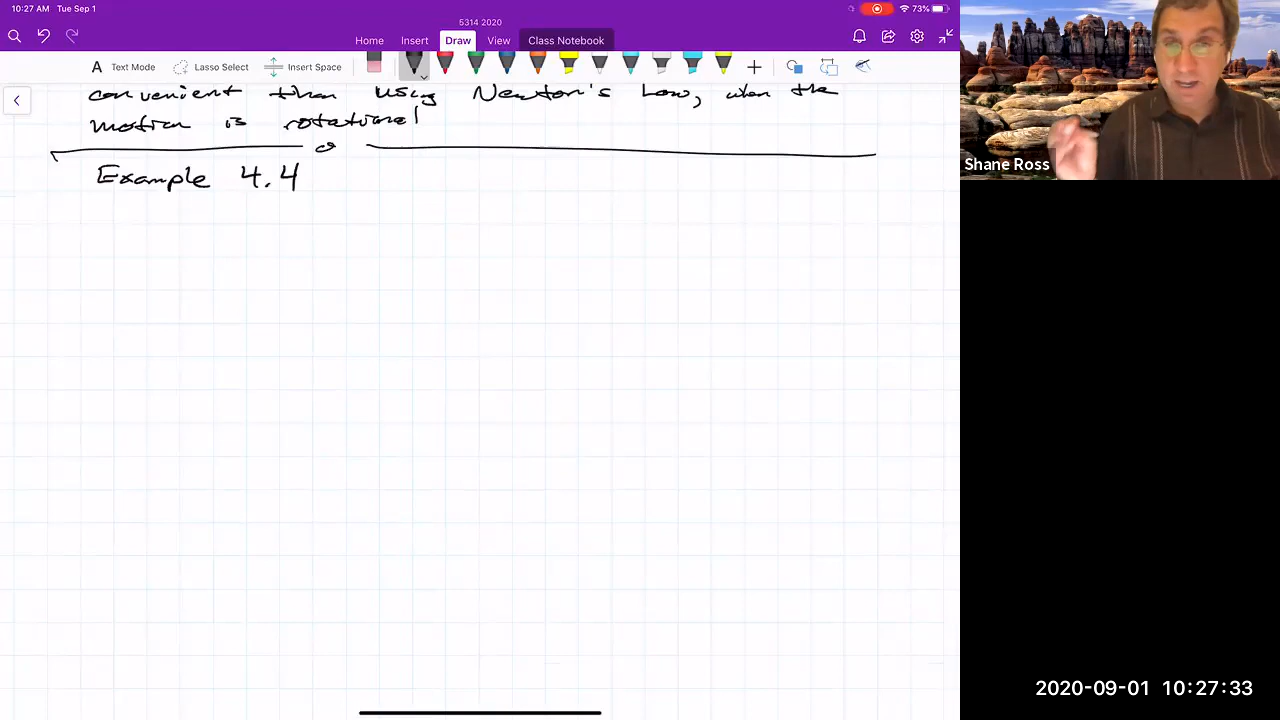 10:27 AM Tue Sep 1
73%
5314 2020
Home Insert Draw View Class Notebook
A Text Mode Lasso Select Insert Space
convenient than using Newton's Law, when the
motion is rotational
Example 4.4
Shane Ross
2020-09-01 10:27:33